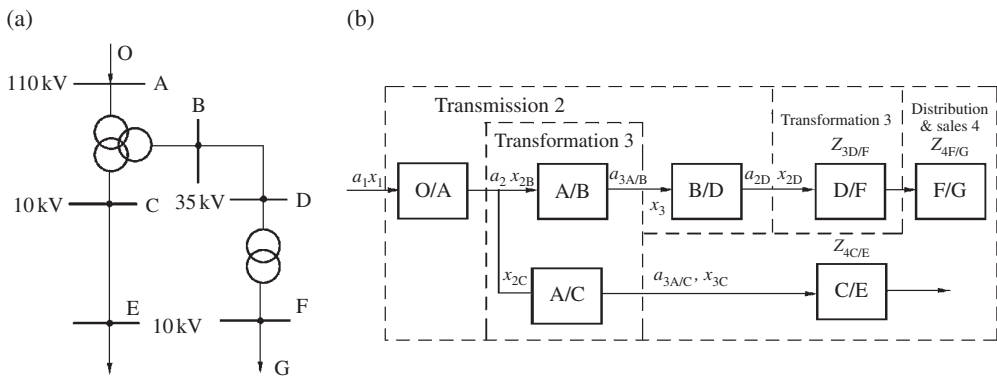 (a)
O
110 kV
A
B
10 kV
C
35 kV
D
E
10 kV
F
G
(b)
Transmission 2
Transformation 3
Transformation 3
Distribution
& sales 4
Z3D/F
Z4F/G
a1x1
O/A
a2 x2B
A/B
a3A/B
x3
B/D
a2D
x2D
D/F
F/G
x2C
A/C
a3A/C, x3C
Z4C/E
C/E